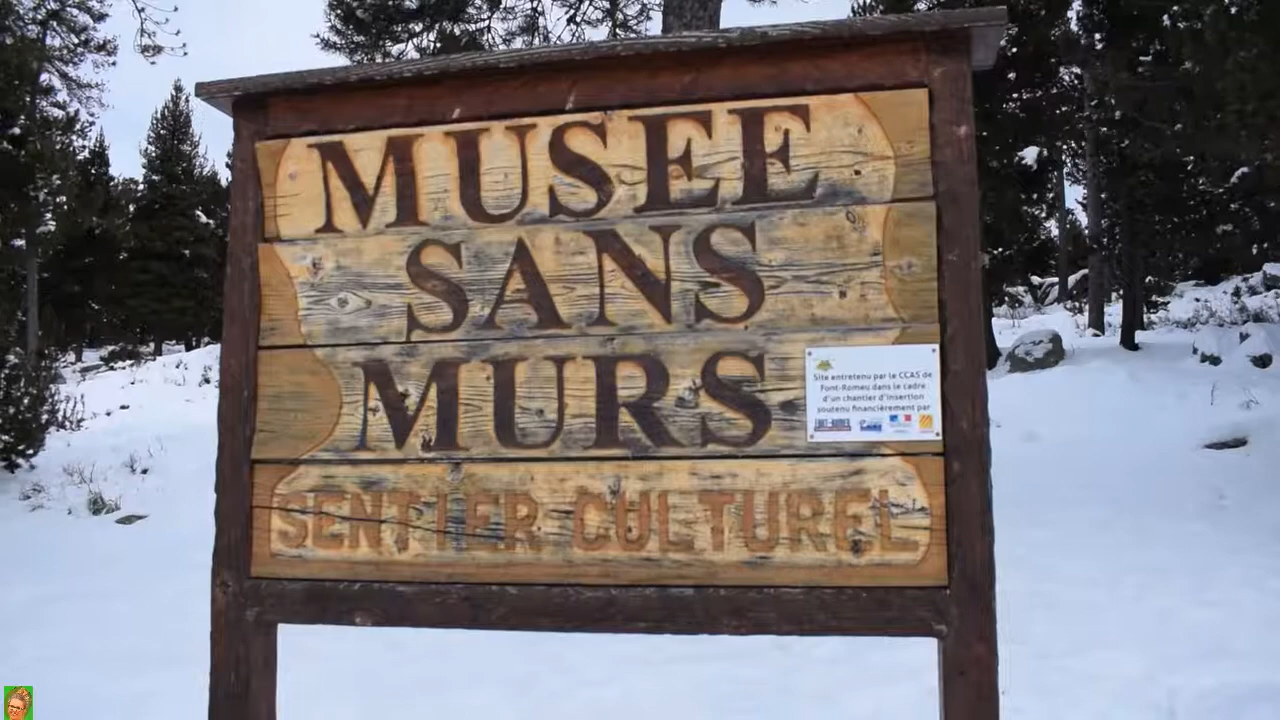 MUSEE
SANS
MURS
Site entretenu par le CCAS de
Font-Romeu dans le cadre
d'un chantier d'insertion
soutenu financièrement par
SENTIER CULTUREL